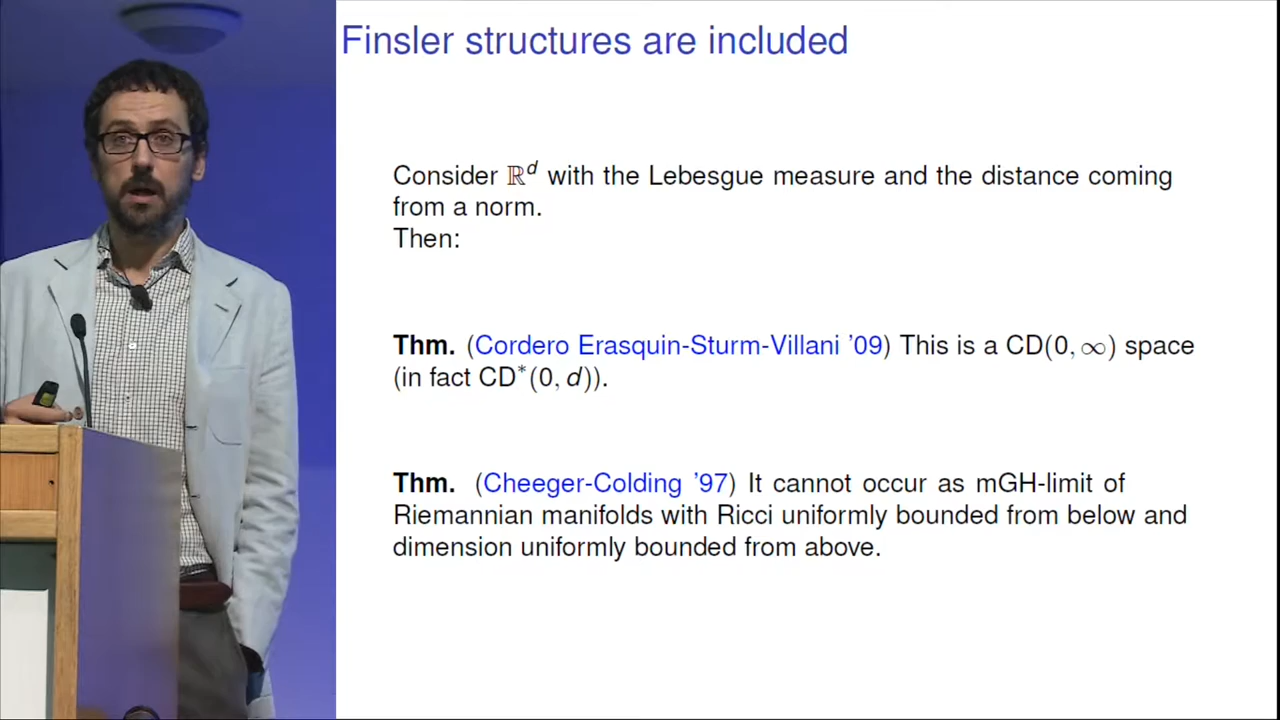 Finsler structures are included
Consider ℝᵈ with the Lebesgue measure and the distance coming
from a norm.
Then:
Thm. (Cordero Erasquin-Sturm-Villani '09) This is a CD(0, ∞) space
(in fact CD*(0, d)).
Thm. (Cheeger-Colding '97) It cannot occur as mGH-limit of
Riemannian manifolds with Ricci uniformly bounded from below and
dimension uniformly bounded from above.